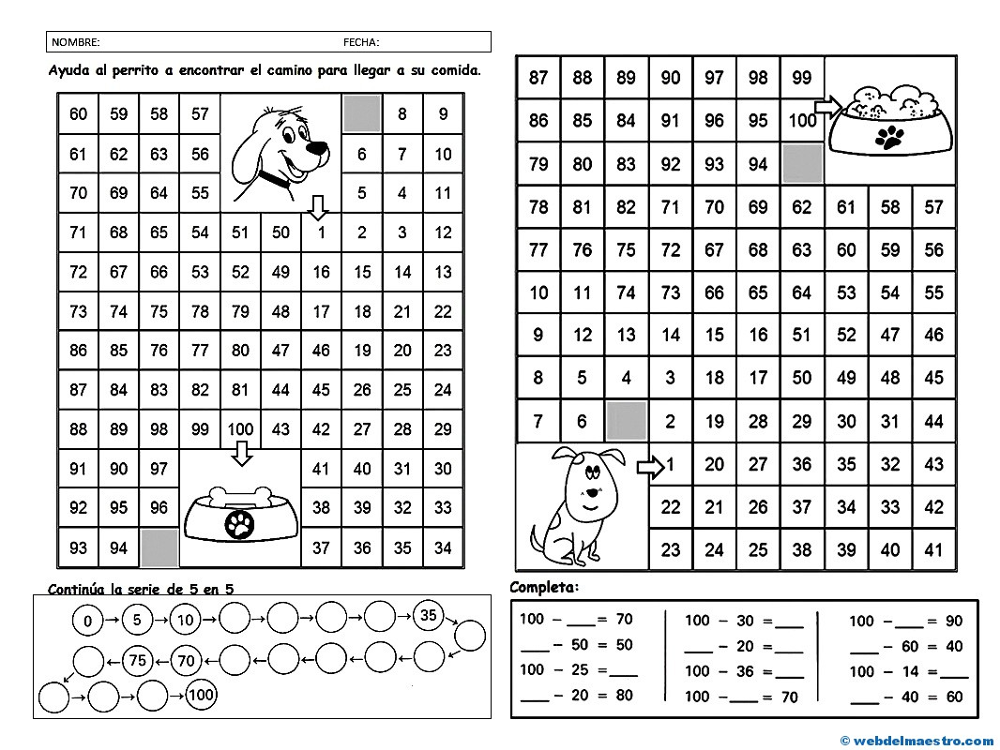 NOMBRE: FECHA:
Ayuda al perrito a encontrar el camino para llegar a su comida.
60 59 58 57 8 9
61 62 63 56 6 7 10
70 69 64 55 5 4 11
71 68 65 54 51 50 1 2 3 12
72 67 66 53 52 49 16 15 14 13
73 74 75 78 79 48 17 18 21 22
86 85 76 77 80 47 46 19 20 23
87 84 83 82 81 44 45 26 25 24
88 89 98 99 100 43 42 27 28 29
91 90 97 41 40 31 30
92 95 96 38 39 32 33
93 94 37 36 35 34
Continúa la serie de 5 en 5
0 → 5 → 10 → → → → → 35
← 75 ← 70 ← ← ← ← ←
→ → → 100
87 88 89 90 97 98 99
86 85 84 91 96 95 100
79 80 83 92 93 94
78 81 82 71 70 69 62 61 58 57
77 76 75 72 67 68 63 60 59 56
10 11 74 73 66 65 64 53 54 55
9 12 13 14 15 16 51 52 47 46
8 5 4 3 18 17 50 49 48 45
7 6 2 19 28 29 30 31 44
1 20 27 36 35 32 43
22 21 26 37 34 33 42
23 24 25 38 39 40 41
Completa:
100 - ___ = 70
___ - 50 = 50
100 - 25 = ___
___ - 20 = 80
100 - 30 = ___
___ - 20 = ___
100 - 36 = ___
100 - ___ = 70
100 - ___ = 90
___ - 60 = 40
100 - 14 = ___
___ - 40 = 60
© webdelmaestro.com